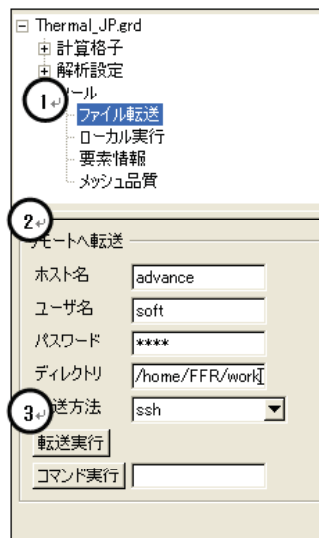 Thermal_JP.grd
計算格子
解析設定
1
ール
ファイル転送
ローカル実行
要素情報
メッシュ品質
2
モートへ転送
ホスト名 advance
ユーザ名 soft
パスワード ****
ディレクトリ /home/FFR/work
3 送方法 ssh
転送実行
コマンド実行